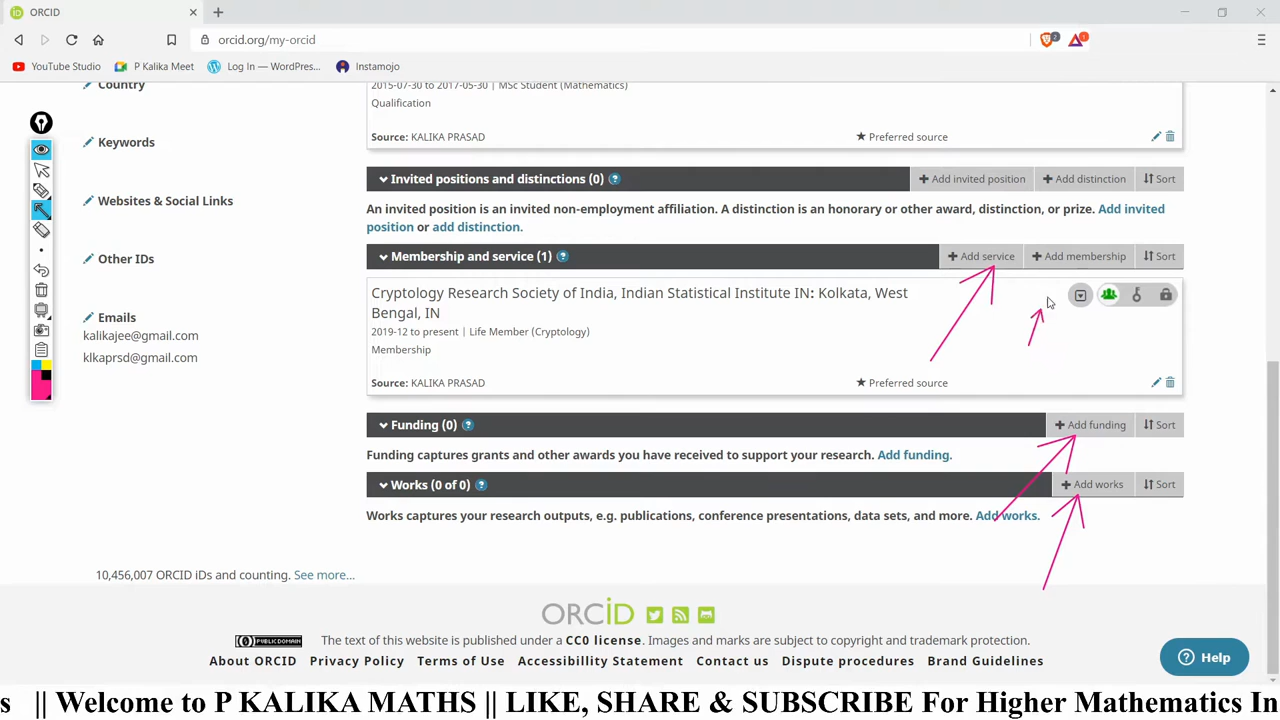 ORCID
orcid.org/my-orcid
2
1
YouTube Studio
P Kalika Meet
Log In — WordPres...
Instamojo
Country
Keywords
Websites & Social Links
Other IDs
Emails
kalikajee@gmail.com
klkaprsd@gmail.com
2015-07-30 to 2017-05-30 | MSc Student (Mathematics)
Qualification
Source: KALIKA PRASAD
Preferred source
Invited positions and distinctions (0)
Add invited position
Add distinction
Sort
An invited position is an invited non-employment affiliation. A distinction is an honorary or other award, distinction, or prize. Add invited
position or add distinction.
Membership and service (1)
Add service
Add membership
Sort
Cryptology Research Society of India, Indian Statistical Institute IN: Kolkata, West
Bengal, IN
2019-12 to present | Life Member (Cryptology)
Membership
Source: KALIKA PRASAD
Preferred source
Funding (0)
Add funding
Sort
Funding captures grants and other awards you have received to support your research. Add funding.
Works (0 of 0)
Add works
Sort
Works captures your research outputs, e.g. publications, conference presentations, data sets, and more. Add works.
10,456,007 ORCID iDs and counting. See more...
ORCID
PUBLIC DOMAIN
The text of this website is published under a CC0 license. Images and marks are subject to copyright and trademark protection.
About ORCID Privacy Policy Terms of Use Accessibillity Statement Contact us Dispute procedures Brand Guidelines
Help
s || Welcome to P KALIKA MATHS || LIKE, SHARE & SUBSCRIBE For Higher Mathematics In